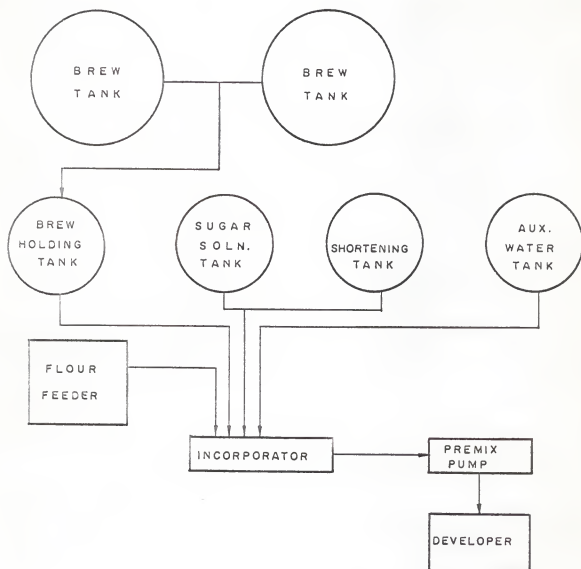 BREW
TANK
BREW
TANK
BREW
HOLDING
TANK
SUGAR
SOLN.
TANK
SHORTENING
TANK
AUX.
WATER
TANK
FLOUR
FEEDER
INCORPORATOR
PREMIX
PUMP
DEVELOPER